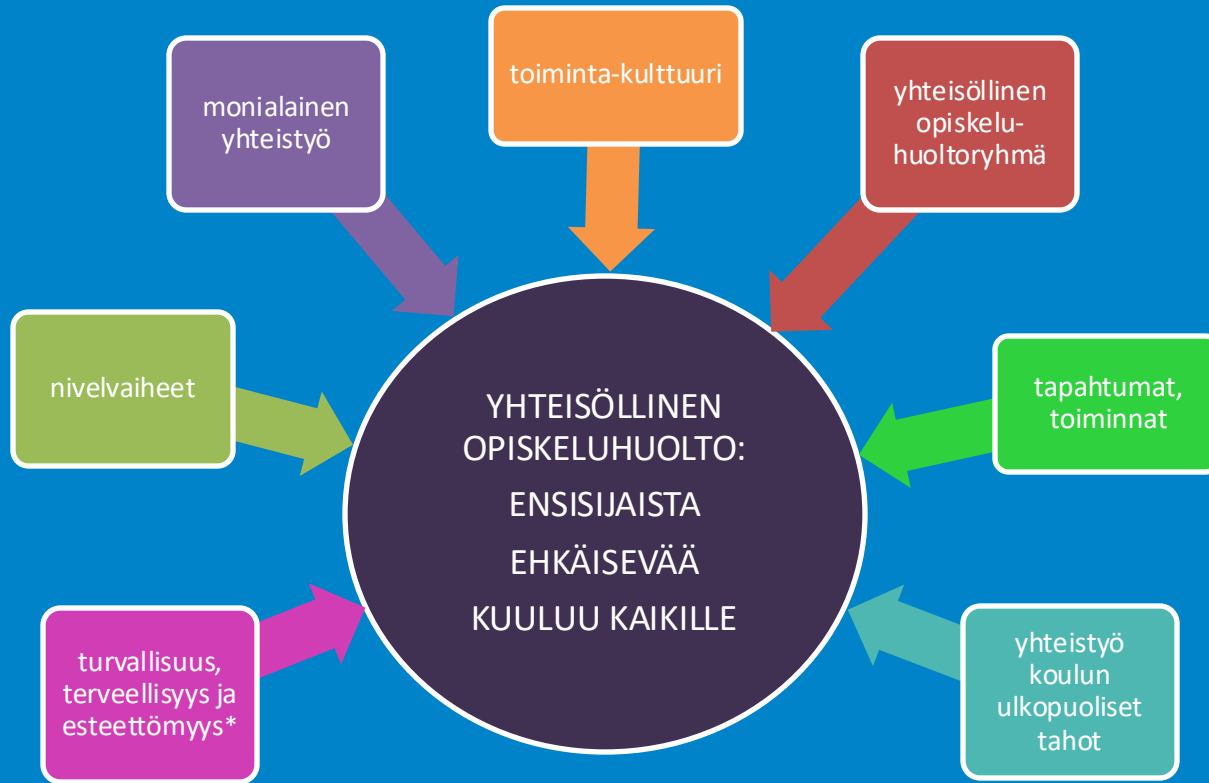 toiminta-kulttuuri
monialainen
yhteistyö
yhteisöllinen
opiskelu-
huoltoryhmä
nivelvaiheet
tapahtumat,
toiminnat
YHTEISÖLLINEN
OPISKELUHUOLTO:
ENSISIJAISTA
EHKÄISEVÄÄ
KUULUU KAIKILLE
turvallisuus,
terveellisyys ja
esteettömyys*
yhteistyö
koulun
ulkopuoliset
tahot